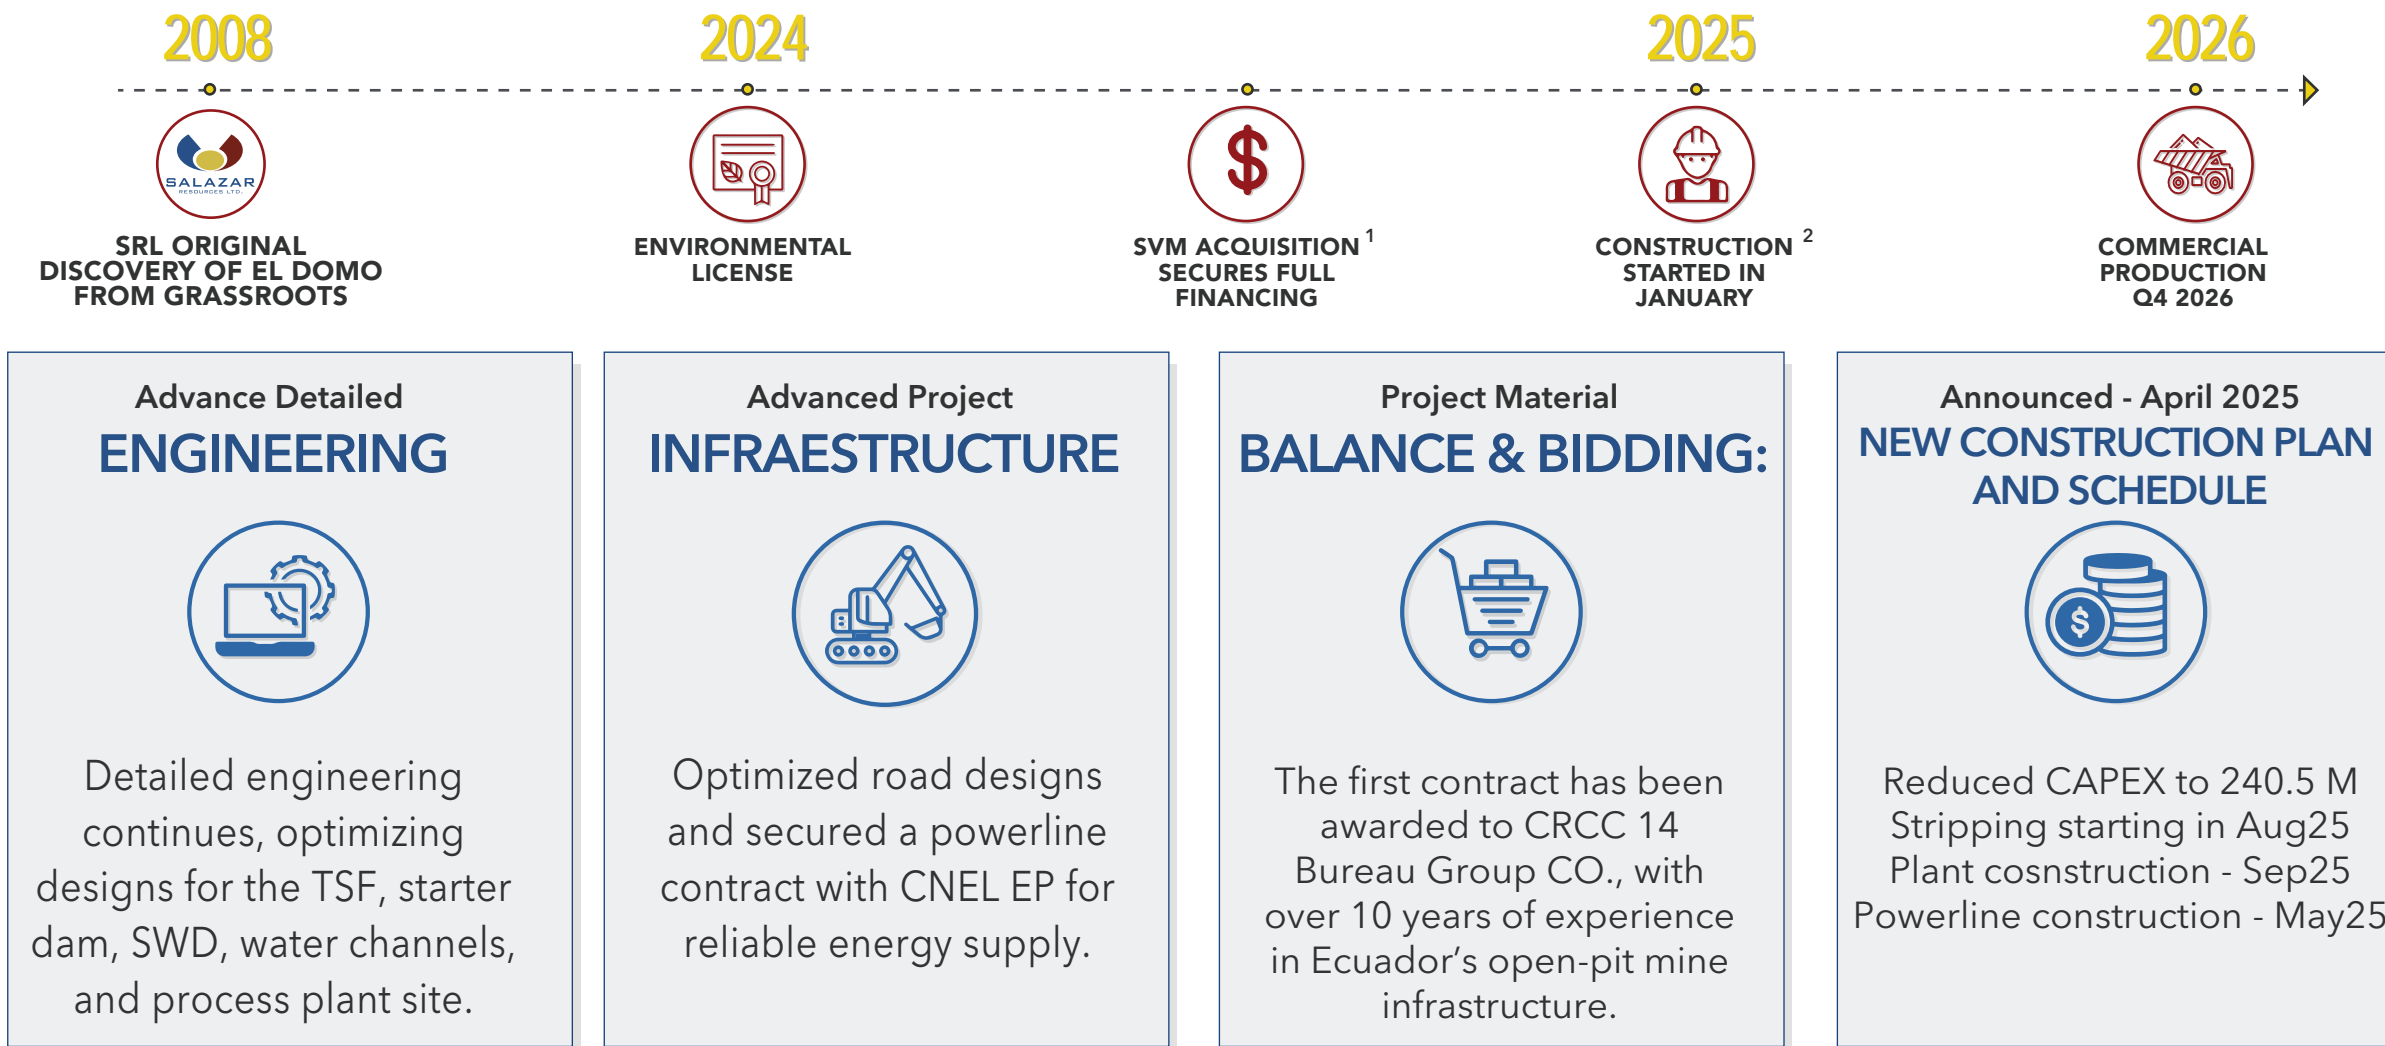 2008
2024
2025
2026
SALAZAR
RESOURCES LTD.
SRL ORIGINAL
DISCOVERY OF EL DOMO
FROM GRASSROOTS
ENVIRONMENTAL
LICENSE
$
SVM ACQUISITION 1
SECURES FULL
FINANCING
CONSTRUCTION 2
STARTED IN
JANUARY
COMMERCIAL
PRODUCTION
Q4 2026
Advance Detailed
ENGINEERING
Detailed engineering
continues, optimizing
designs for the TSF, starter
dam, SWD, water channels,
and process plant site.
Advanced Project
INFRAESTRUCTURE
Optimized road designs
and secured a powerline
contract with CNEL EP for
reliable energy supply.
Project Material
BALANCE & BIDDING:
The first contract has been
awarded to CRCC 14
Bureau Group CO., with
over 10 years of experience
in Ecuador’s open-pit mine
infrastructure.
Announced - April 2025
NEW CONSTRUCTION PLAN
AND SCHEDULE
$
Reduced CAPEX to 240.5 M
Stripping starting in Aug25
Plant cosnstruction - Sep25
Powerline construction - May25